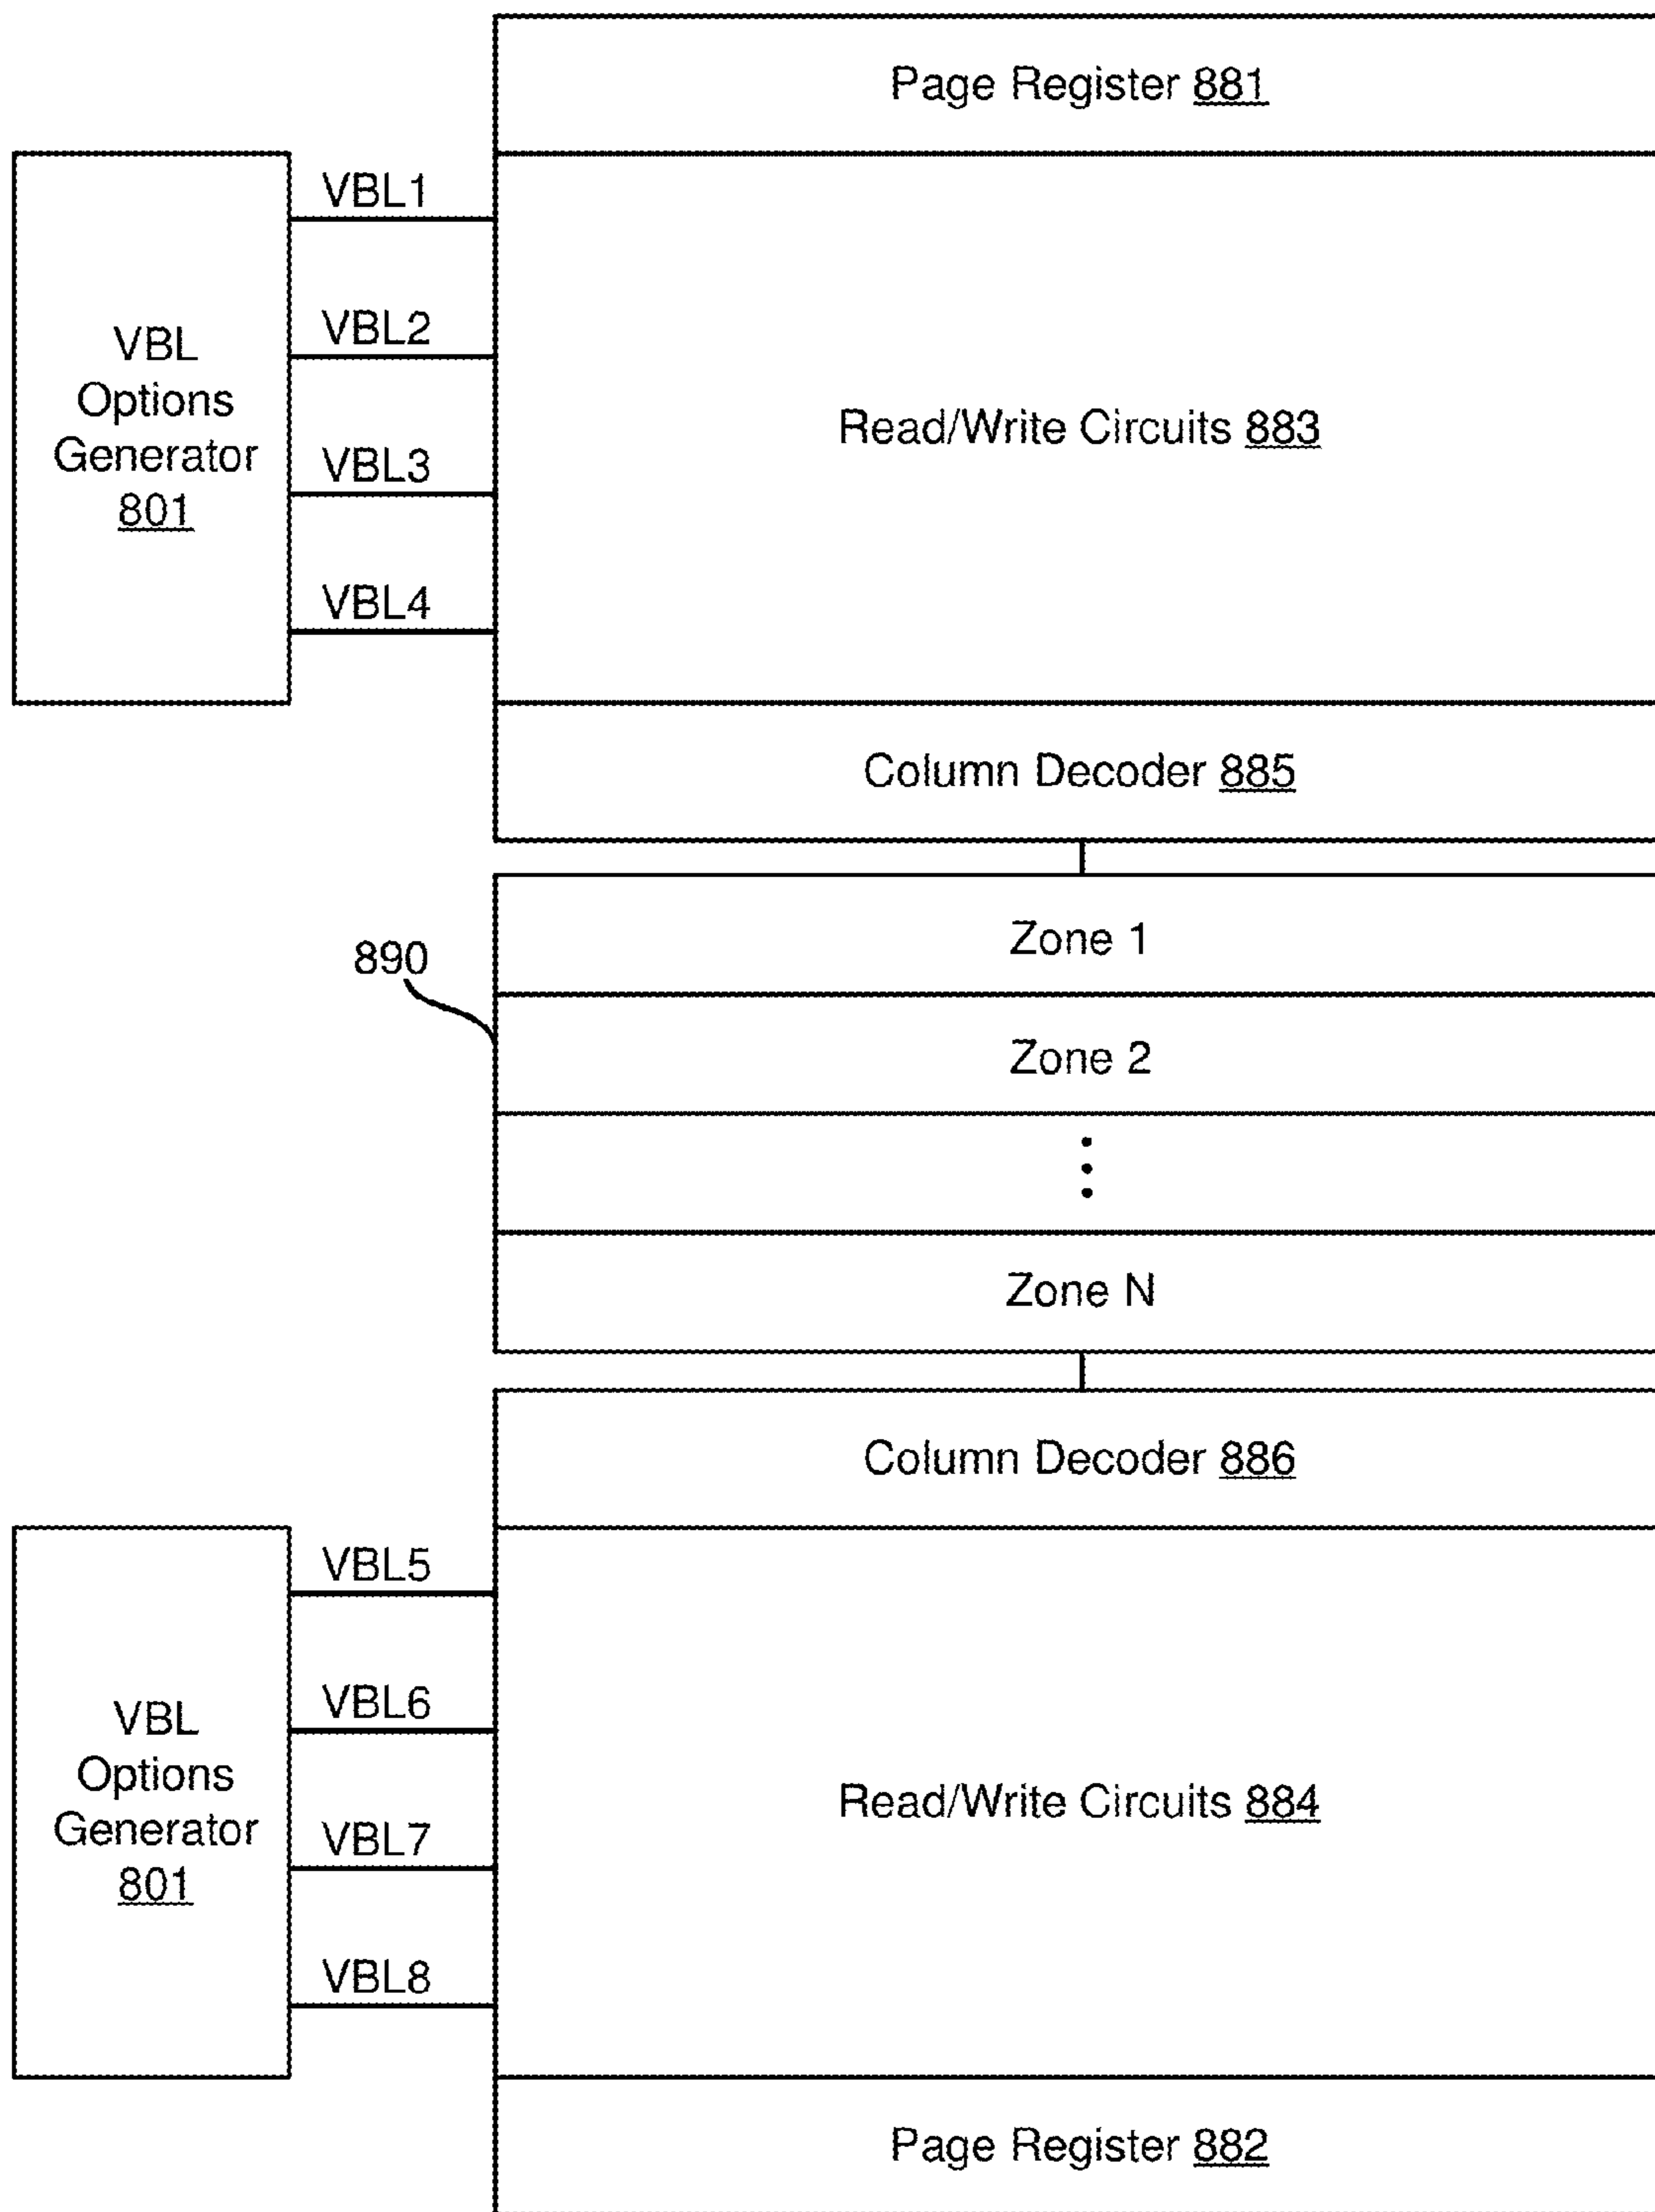 Page Register 881
VBL1
VBL2
VBL
Options
Generator
801
VBL3
VBL4
Read/Write Circuits 883
Column Decoder 885
890
Zone 1
Zone 2
Zone N
Column Decoder 886
VBL5
VBL6
VBL
Options
Generator
801
VBL7
VBL8
Read/Write Circuits 884
Page Register 882